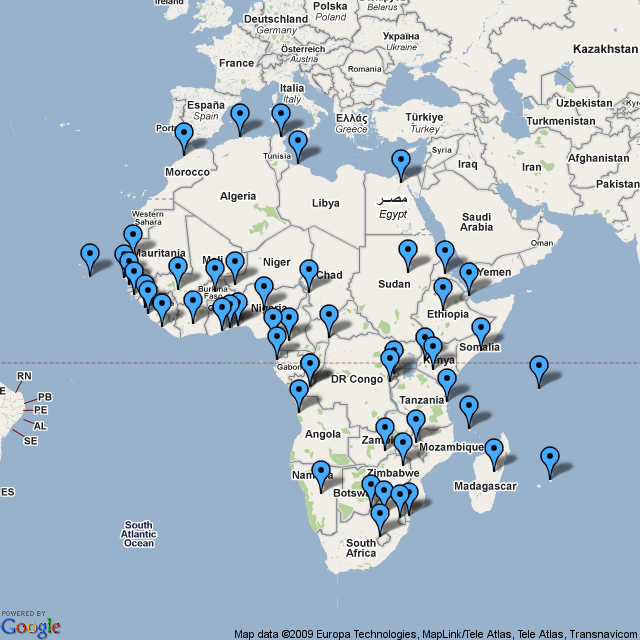 Polska
Poland
Беларусь
Belarus
Deutschland
Germany
Україна
Ukraine
Kazakhstan
Österreich
Austria
France
Romania
Italia
Italy
España
Spain
Port
Ελλάς
Greece
Türkiye
Turkey
Uzbekistan
Ky
Turkmenistan
Tunisia
Syria
Iraq
Iran
Afghanistan
Pakistan
Morocco
Algeria
Libya
مصر
Egypt
Western
Sahara
Saudi
Arabia
Oman
Mauritania
Mali
Niger
Chad
Sudan
Yemen
Burkina
Faso
Nigeria
Ethiopia
Somalia
Gabon
Kenya
DR Congo
Tanzania
RN
PB
PE
AL
SE
ES
Angola
Zambia
Mozambique
Zimbabwe
Namibia
Botswana
Madagascar
South
Africa
South
Atlantic
Ocean
POWERED BY
Google
Map data ©2009 Europa Technologies, MapLink/Tele Atlas, Tele Atlas, Transnavicom